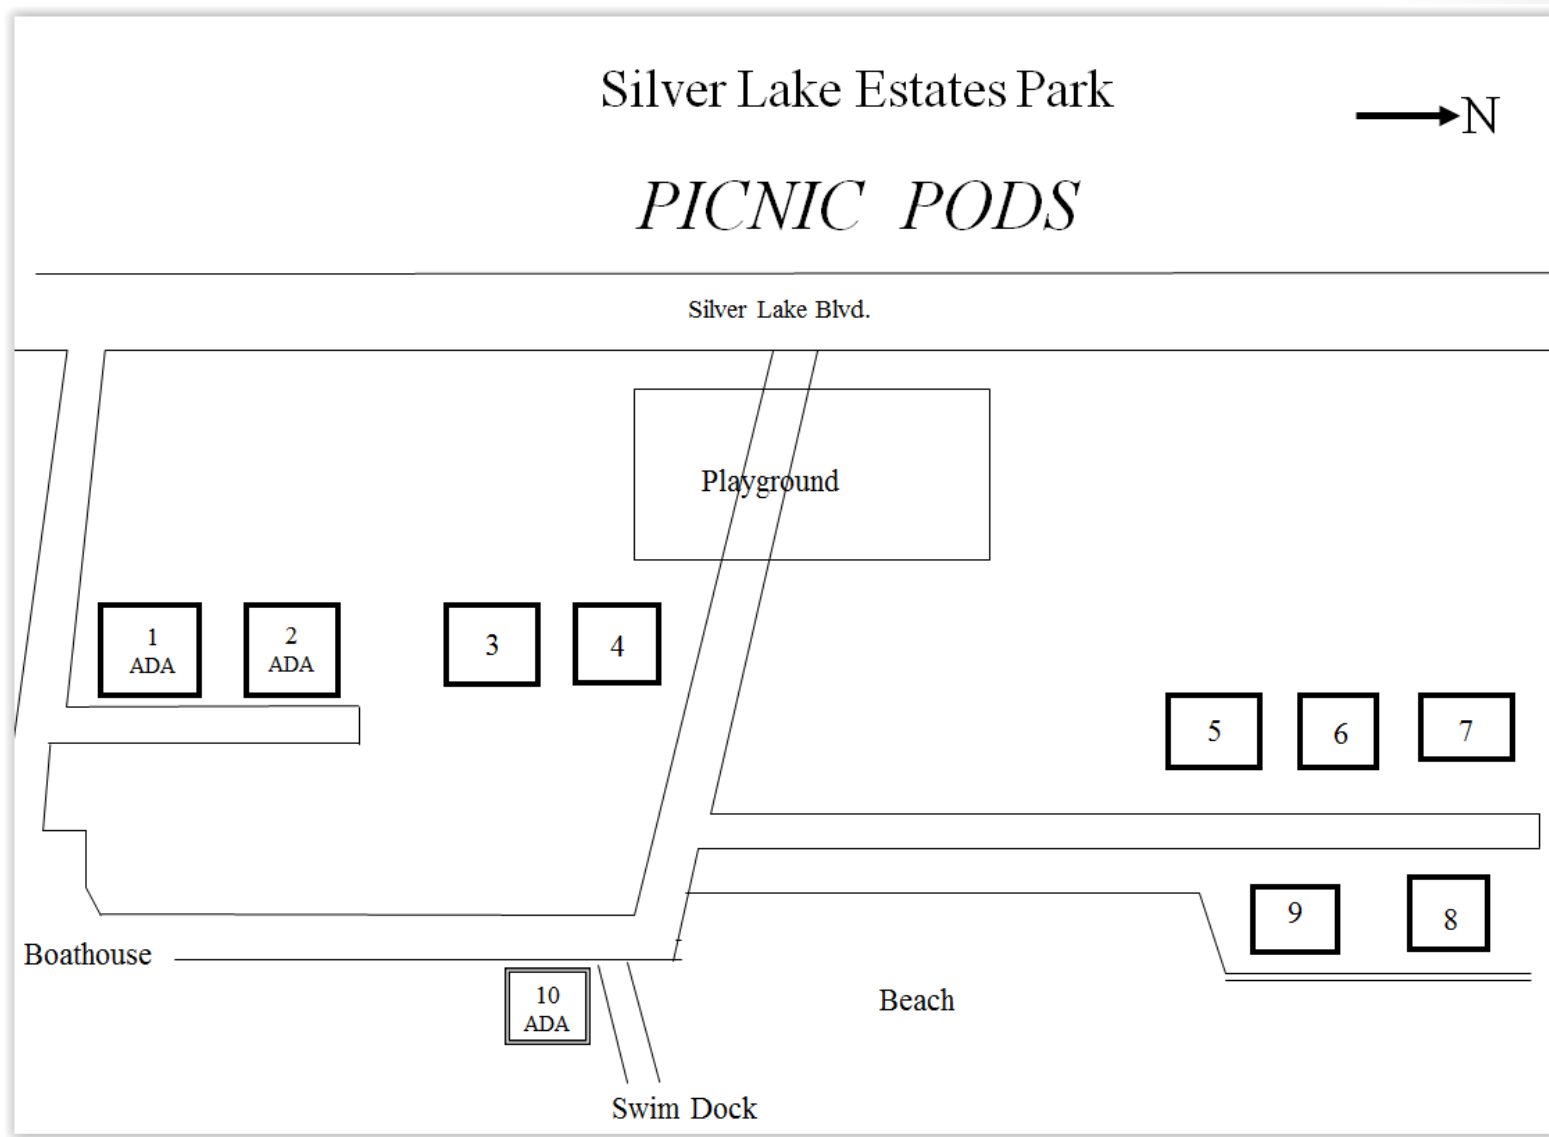 Silver Lake Estates Park
N
PICNIC PODS
Silver Lake Blvd.
Playground
1
ADA
2
ADA
3
4
5
6
7
9
8
Boathouse
10
ADA
Beach
Swim Dock